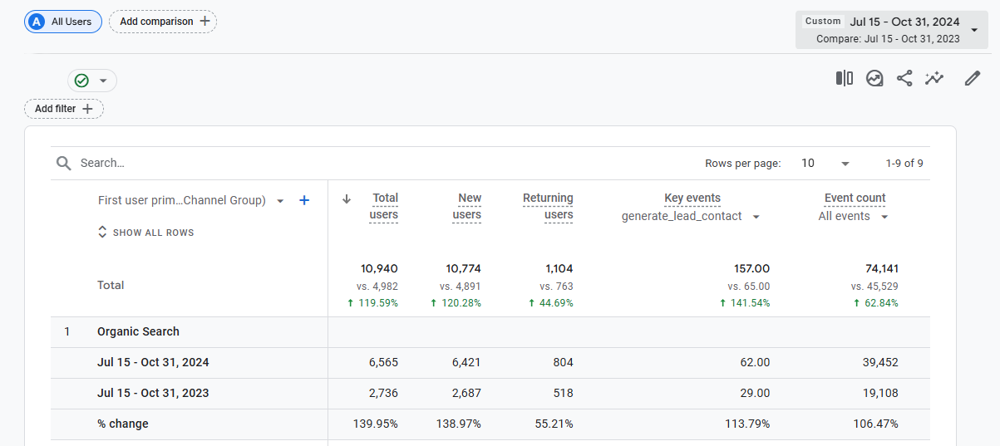 A All Users Add comparison +
Custom Jul 15 - Oct 31, 2024
Compare: Jul 15 - Oct 31, 2023
Add filter +
Search... Rows per page: 10 1-9 of 9
First user prim...Channel Group) + Total users New users Returning users Key events Event count
generate_lead_contact All events
SHOW ALL ROWS
Total 10,940 10,774 1,104 157.00 74,141
vs. 4,982 vs. 4,891 vs. 763 vs. 65.00 vs. 45,529
↑ 119.59% ↑ 120.28% ↑ 44.69% ↑ 141.54% ↑ 62.84%
1 Organic Search
Jul 15 - Oct 31, 2024 6,565 6,421 804 62.00 39,452
Jul 15 - Oct 31, 2023 2,736 2,687 518 29.00 19,108
% change 139.95% 138.97% 55.21% 113.79% 106.47%